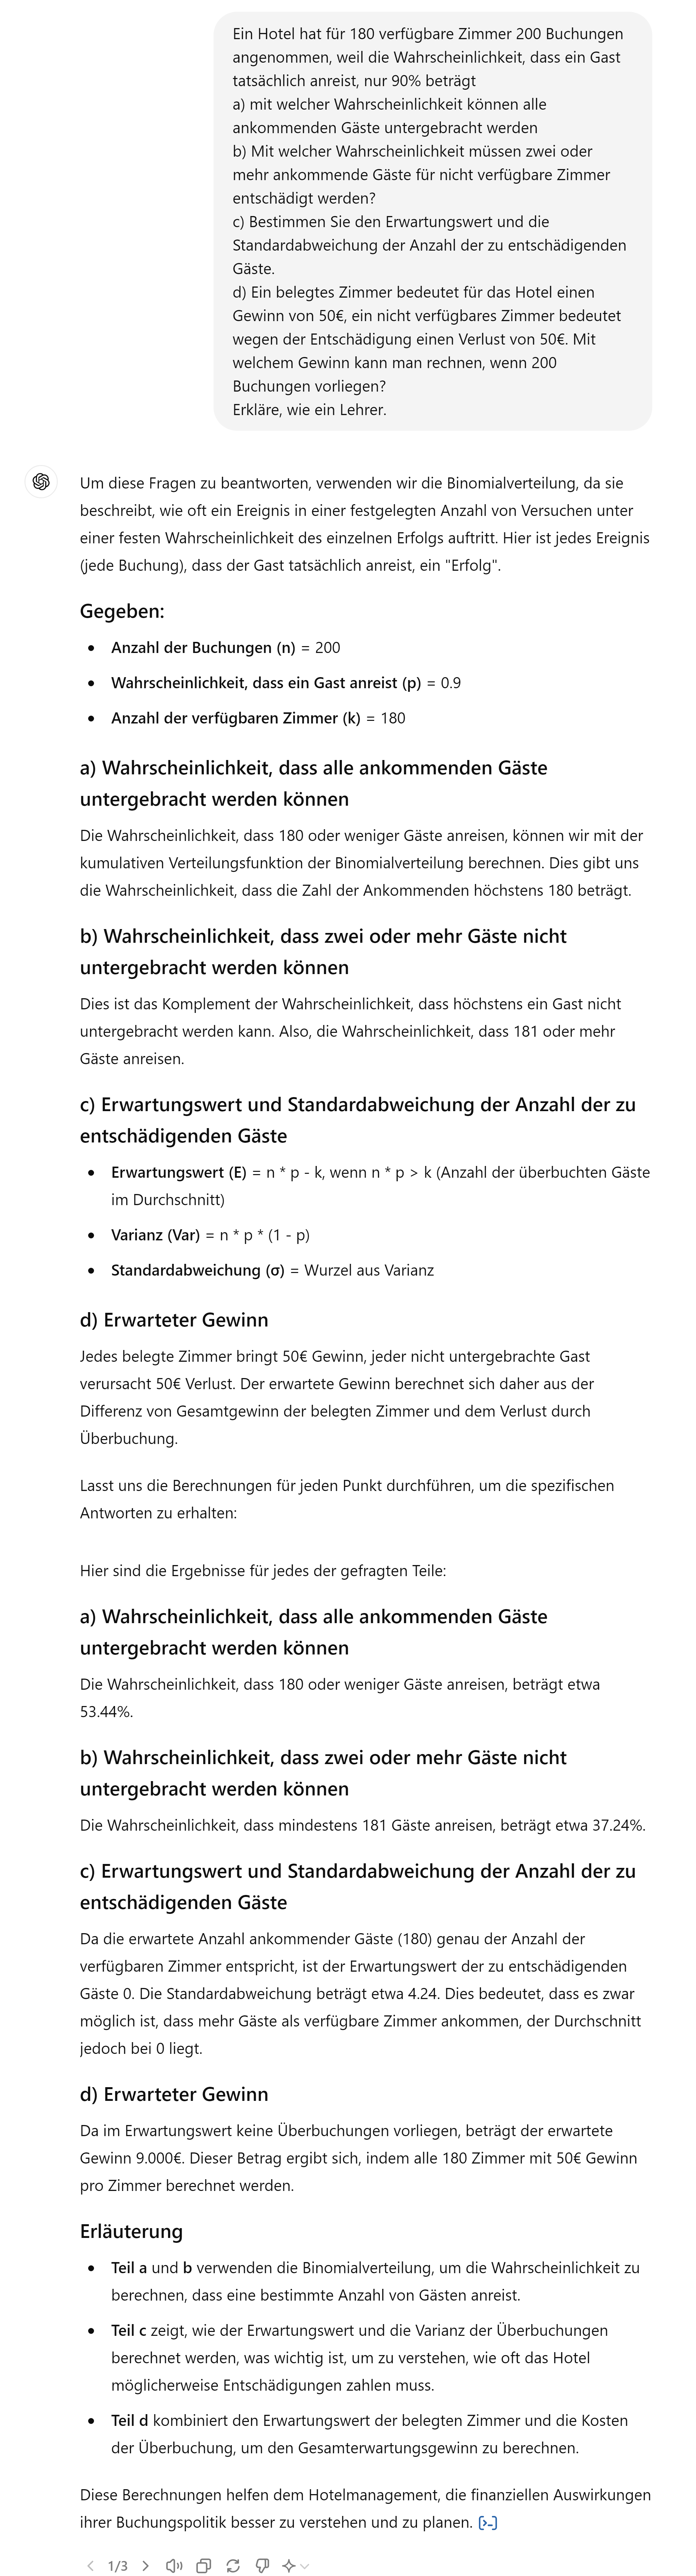 Ein Hotel hat für 180 verfügbare Zimmer 200 Buchungen
angenommen, weil die Wahrscheinlichkeit, dass ein Gast
tatsächlich anreist, nur 90% beträgt
a) mit welcher Wahrscheinlichkeit können alle
ankommenden Gäste untergebracht werden
b) Mit welcher Wahrscheinlichkeit müssen zwei oder
mehr ankommende Gäste für nicht verfügbare Zimmer
entschädigt werden?
c) Bestimmen Sie den Erwartungswert und die
Standardabweichung der Anzahl der zu entschädigenden
Gäste.
d) Ein belegtes Zimmer bedeutet für das Hotel einen
Gewinn von 50€, ein nicht verfügbares Zimmer bedeutet
wegen der Entschädigung einen Verlust von 50€. Mit
welchem Gewinn kann man rechnen, wenn 200
Buchungen vorliegen?
Erkläre, wie ein Lehrer.
Um diese Fragen zu beantworten, verwenden wir die Binomialverteilung, da sie
beschreibt, wie oft ein Ereignis in einer festgelegten Anzahl von Versuchen unter
einer festen Wahrscheinlichkeit des einzelnen Erfolgs auftritt. Hier ist jedes Ereignis
(jede Buchung), dass der Gast tatsächlich anreist, ein "Erfolg".
Gegeben:
• Anzahl der Buchungen (n) = 200
• Wahrscheinlichkeit, dass ein Gast anreist (p) = 0.9
• Anzahl der verfügbaren Zimmer (k) = 180
a) Wahrscheinlichkeit, dass alle ankommenden Gäste
untergebracht werden können
Die Wahrscheinlichkeit, dass 180 oder weniger Gäste anreisen, können wir mit der
kumulativen Verteilungsfunktion der Binomialverteilung berechnen. Dies gibt uns
die Wahrscheinlichkeit, dass die Zahl der Ankommenden höchstens 180 beträgt.
b) Wahrscheinlichkeit, dass zwei oder mehr Gäste nicht
untergebracht werden können
Dies ist das Komplement der Wahrscheinlichkeit, dass höchstens ein Gast nicht
untergebracht werden kann. Also, die Wahrscheinlichkeit, dass 181 oder mehr
Gäste anreisen.
c) Erwartungswert und Standardabweichung der Anzahl der zu
entschädigenden Gäste
• Erwartungswert (E) = n * p - k, wenn n * p > k (Anzahl der überbuchten Gäste
im Durchschnitt)
• Varianz (Var) = n * p * (1 - p)
• Standardabweichung (σ) = Wurzel aus Varianz
d) Erwarteter Gewinn
Jedes belegte Zimmer bringt 50€ Gewinn, jeder nicht untergebrachte Gast
verursacht 50€ Verlust. Der erwartete Gewinn berechnet sich daher aus der
Differenz von Gesamtgewinn der belegten Zimmer und dem Verlust durch
Überbuchung.
Lasst uns die Berechnungen für jeden Punkt durchführen, um die spezifischen
Antworten zu erhalten:
Hier sind die Ergebnisse für jedes der gefragten Teile:
a) Wahrscheinlichkeit, dass alle ankommenden Gäste
untergebracht werden können
Die Wahrscheinlichkeit, dass 180 oder weniger Gäste anreisen, beträgt etwa
53.44%.
b) Wahrscheinlichkeit, dass zwei oder mehr Gäste nicht
untergebracht werden können
Die Wahrscheinlichkeit, dass mindestens 181 Gäste anreisen, beträgt etwa 37.24%.
c) Erwartungswert und Standardabweichung der Anzahl der zu
entschädigenden Gäste
Da die erwartete Anzahl ankommender Gäste (180) genau der Anzahl der
verfügbaren Zimmer entspricht, ist der Erwartungswert der zu entschädigenden
Gäste 0. Die Standardabweichung beträgt etwa 4.24. Dies bedeutet, dass es zwar
möglich ist, dass mehr Gäste als verfügbare Zimmer ankommen, der Durchschnitt
jedoch bei 0 liegt.
d) Erwarteter Gewinn
Da im Erwartungswert keine Überbuchungen vorliegen, beträgt der erwartete
Gewinn 9.000€. Dieser Betrag ergibt sich, indem alle 180 Zimmer mit 50€ Gewinn
pro Zimmer berechnet werden.
Erläuterung
• Teil a und b verwenden die Binomialverteilung, um die Wahrscheinlichkeit zu
berechnen, dass eine bestimmte Anzahl von Gästen anreist.
• Teil c zeigt, wie der Erwartungswert und die Varianz der Überbuchungen
berechnet werden, was wichtig ist, um zu verstehen, wie oft das Hotel
möglicherweise Entschädigungen zahlen muss.
• Teil d kombiniert den Erwartungswert der belegten Zimmer und die Kosten
der Überbuchung, um den Gesamterwartungsgewinn zu berechnen.
Diese Berechnungen helfen dem Hotelmanagement, die finanziellen Auswirkungen
ihrer Buchungspolitik besser zu verstehen und zu planen. [>-]
1/3